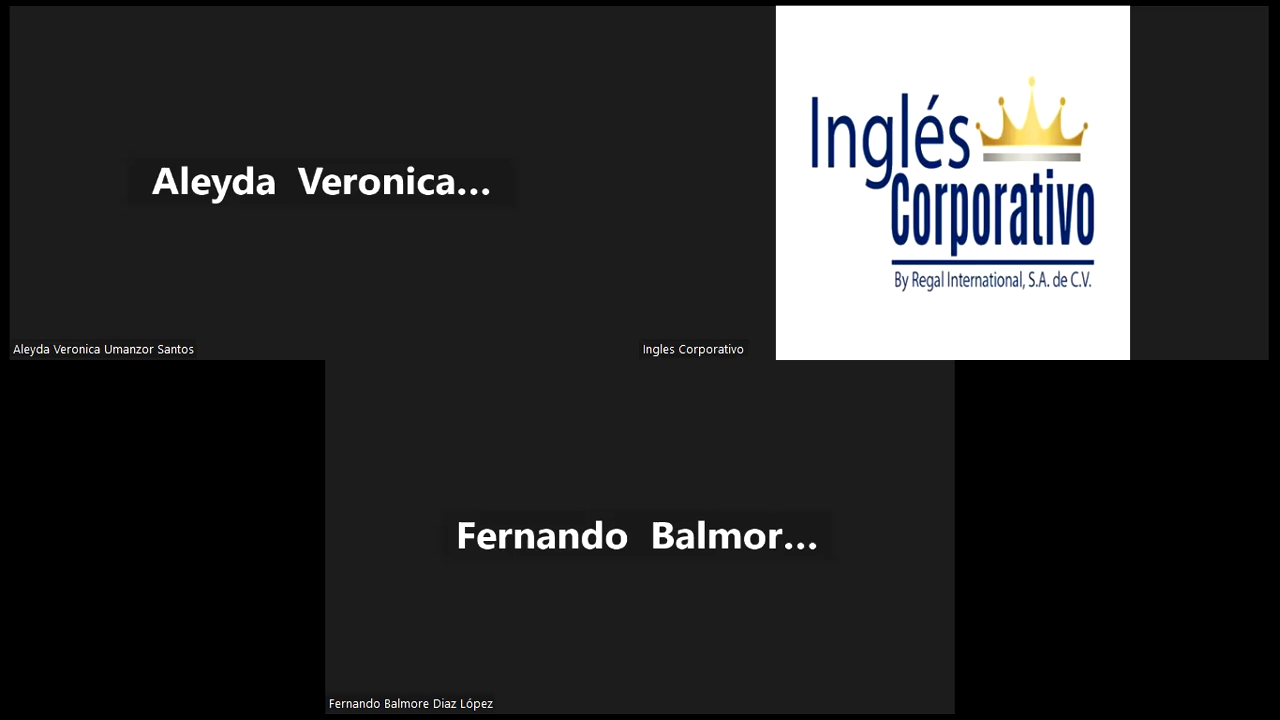 Aleyda Veronica...
Aleyda Veronica Umanzor Santos
Inglés
Corporativo
By Regal International, S.A. de C.V.
Ingles Corporativo
Fernando Balmor...
Fernando Balmore Diaz López